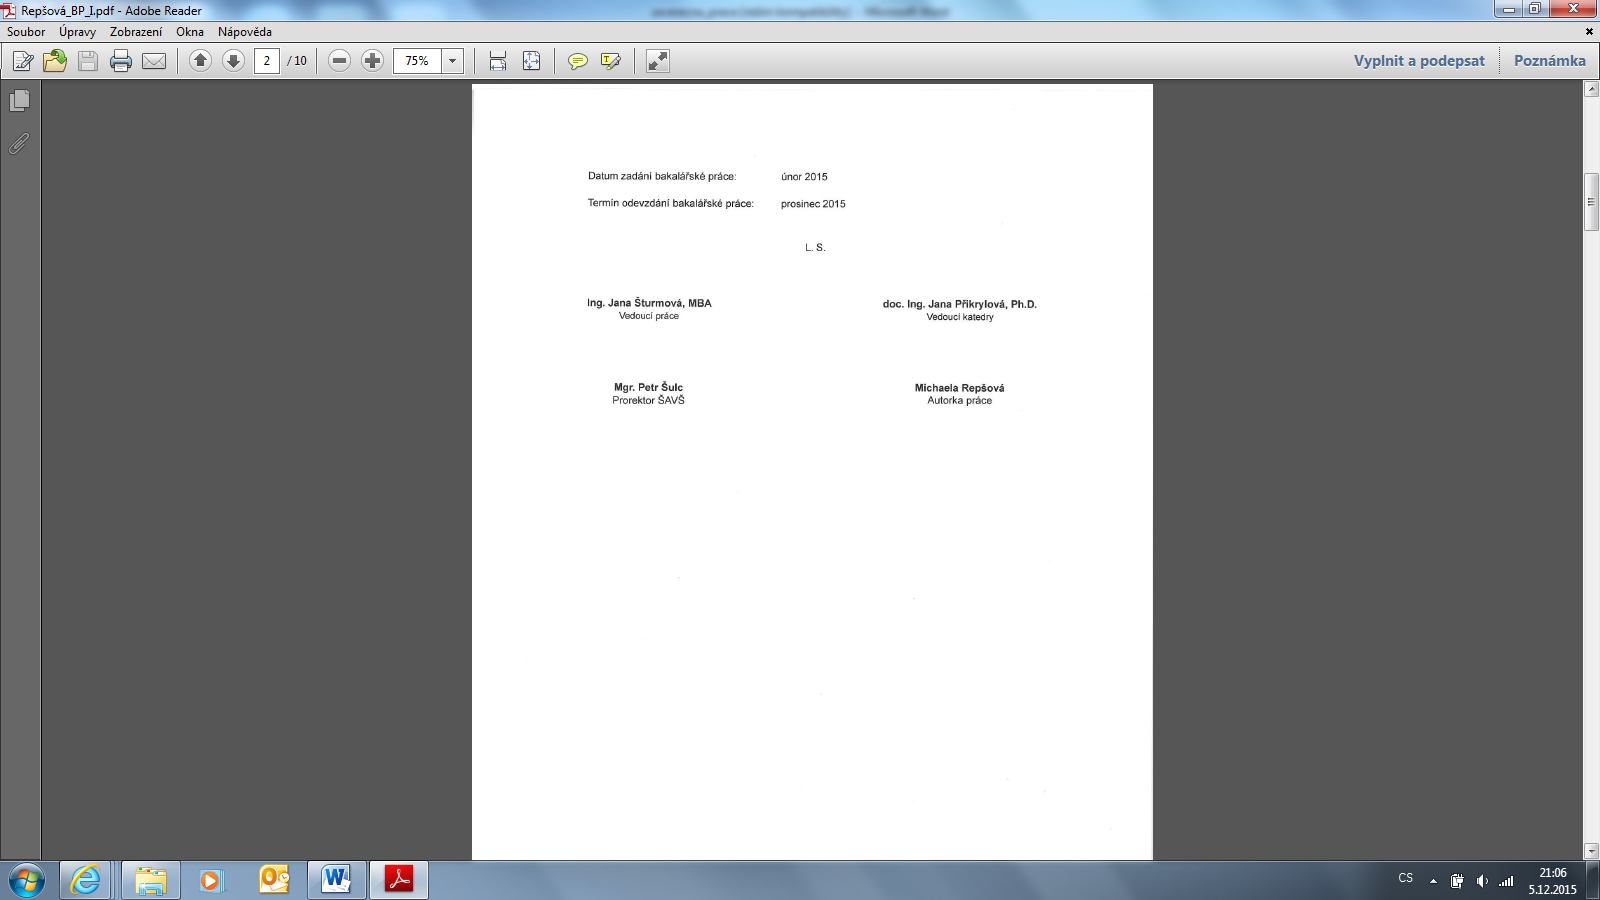 Repšová_BP_I.pdf - Adobe Reader
Soubor Úpravy Zobrazení Okna Nápověda
2 / 10 75% Vyplnit a podepsat Poznámka
Datum zadání bakalářské práce: únor 2015
Termín odevzdání bakalářské práce: prosinec 2015
L. S.
Ing. Jana Šturmová, MBA doc. Ing. Jana Přikrylová, Ph.D.
Vedoucí práce Vedoucí katedry
Mgr. Petr Šulc Michaela Repšová
Prorektor ŠAVŠ Autorka práce
CS 21:06
5.12.2015